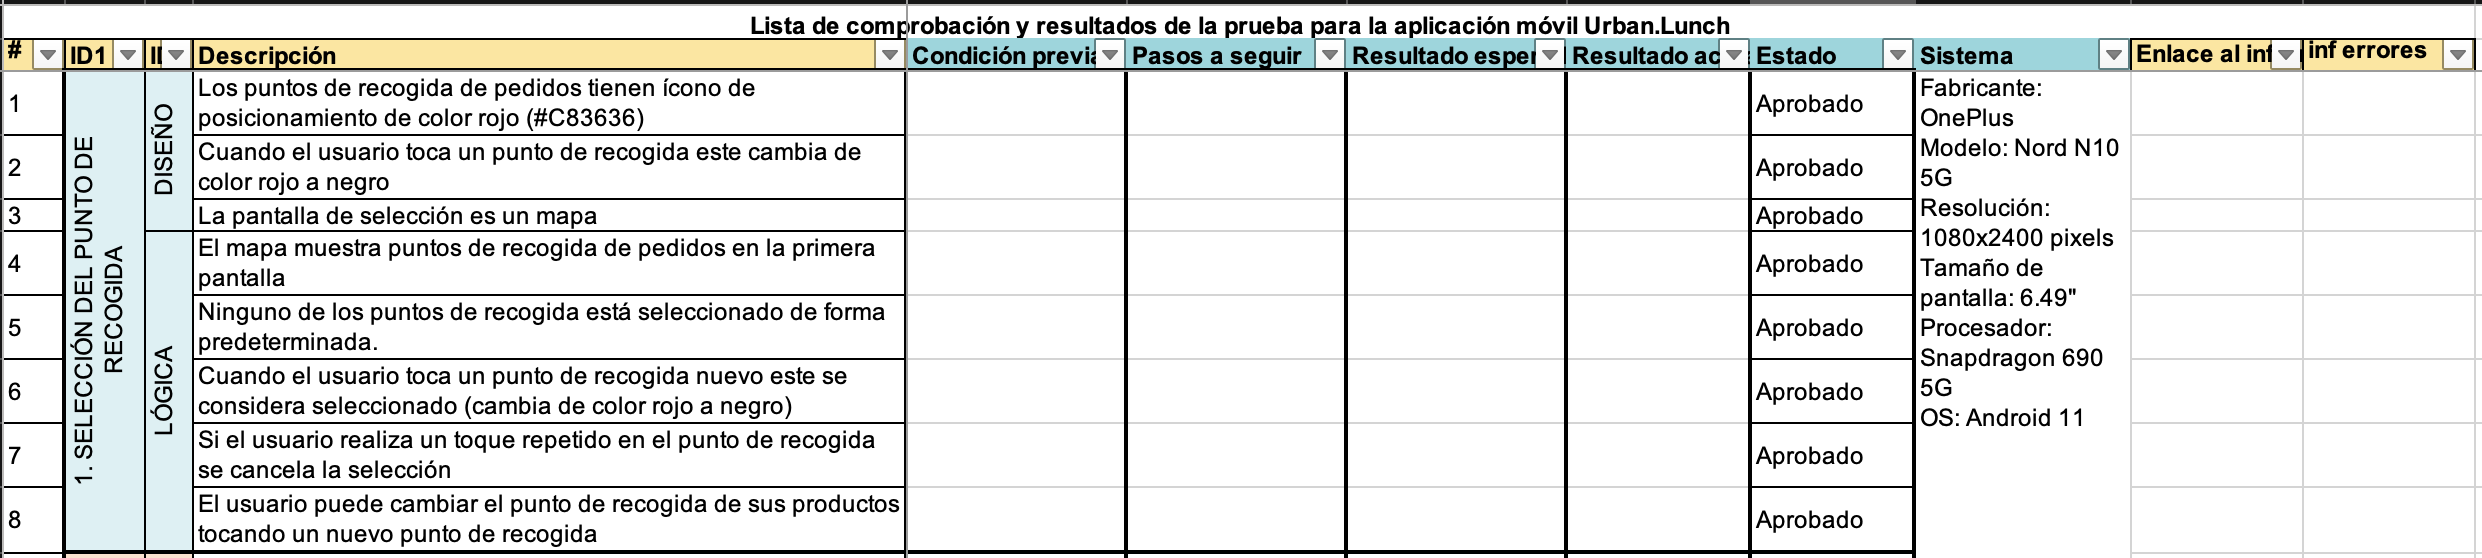 Lista de comprobación y resultados de la prueba para la aplicación móvil Urban.Lunch
# ID1 Descripción Condición previa Pasos a seguir Resultado esper Resultado ac Estado Sistema Enlace al inf inf errores
1. SELECCIÓN DEL PUNTO DE
RECOGIDA
DISEÑO
1
Los puntos de recogida de pedidos tienen ícono de
posicionamiento de color rojo (#C83636)
Aprobado
2
Cuando el usuario toca un punto de recogida este cambia de
color rojo a negro
Aprobado
3
La pantalla de selección es un mapa
Aprobado
LÓGICA
4
El mapa muestra puntos de recogida de pedidos en la primera
pantalla
Aprobado
5
Ninguno de los puntos de recogida está seleccionado de forma
predeterminada.
Aprobado
6
Cuando el usuario toca un punto de recogida nuevo este se
considera seleccionado (cambia de color rojo a negro)
Aprobado
7
Si el usuario realiza un toque repetido en el punto de recogida
se cancela la selección
Aprobado
8
El usuario puede cambiar el punto de recogida de sus productos
tocando un nuevo punto de recogida
Aprobado
Fabricante:
OnePlus
Modelo: Nord N10
5G
Resolución:
1080x2400 pixels
Tamaño de
pantalla: 6.49"
Procesador:
Snapdragon 690
5G
OS: Android 11